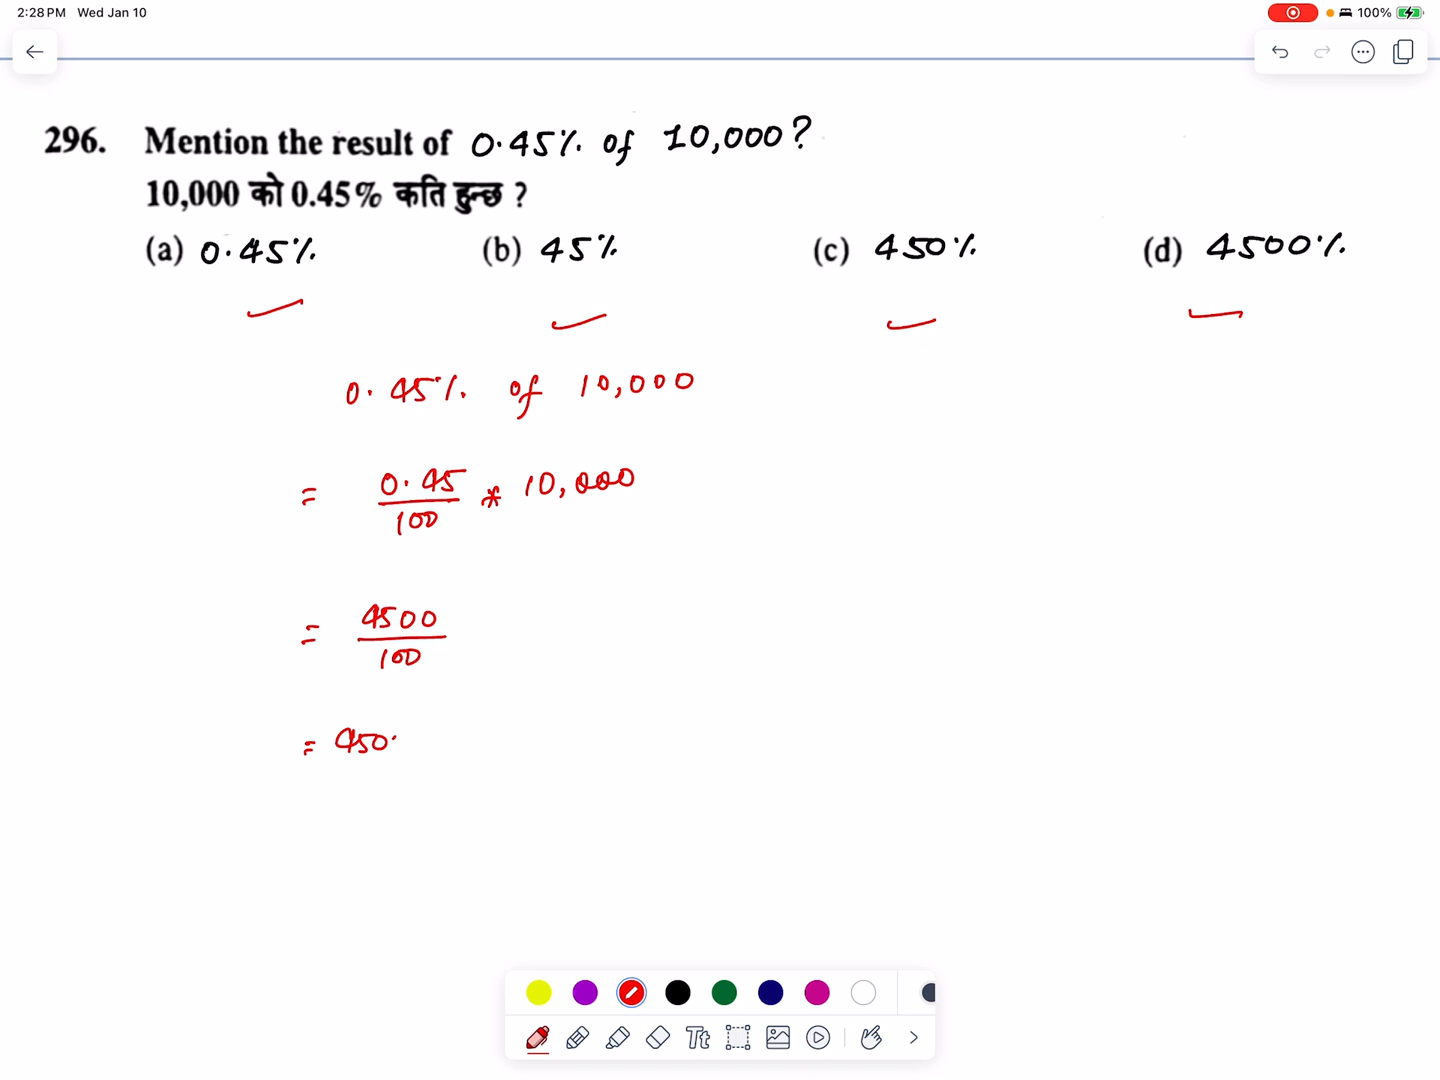 2:28 PM Wed Jan 10 100%
296. Mention the result of 0.45% of 10,000?
10,000 को 0.45% कति हुन्छ ?
(a) 0.45% (b) 45% (c) 450% (d) 4500%
0.45% of 10,000
= 0.45/100 * 10,000
= 4500/100
= 450.
Tt